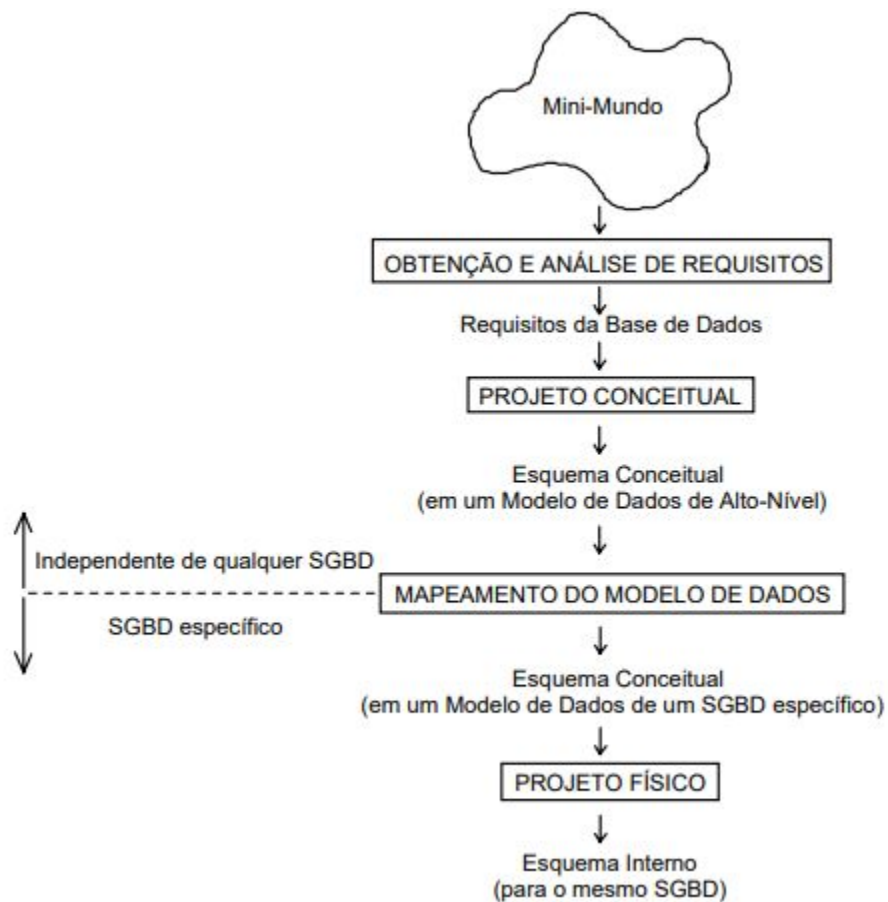 Mini-Mundo
OBTENÇÃO E ANÁLISE DE REQUISITOS
Requisitos da Base de Dados
PROJETO CONCEITUAL
Esquema Conceitual
(em um Modelo de Dados de Alto-Nível)
Independente de qualquer SGBD
MAPEAMENTO DO MODELO DE DADOS
SGBD específico
Esquema Conceitual
(em um Modelo de Dados de um SGBD específico)
PROJETO FÍSICO
Esquema Interno
(para o mesmo SGBD)